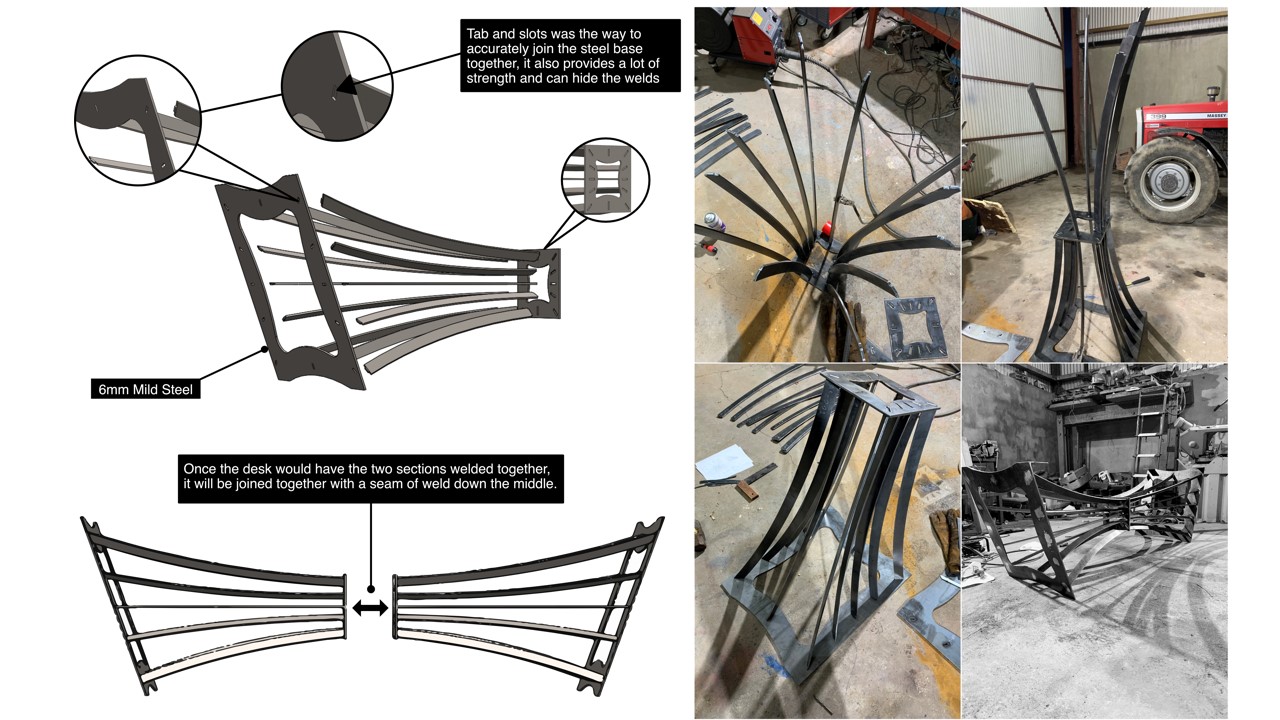 Tab and slots was the way to
accurately join the steel base
together, it also provides a lot of
strength and can hide the welds
6mm Mild Steel
Once the desk would have the two sections welded together,
it will be joined together with a seam of weld down the middle.
399
MASSEY